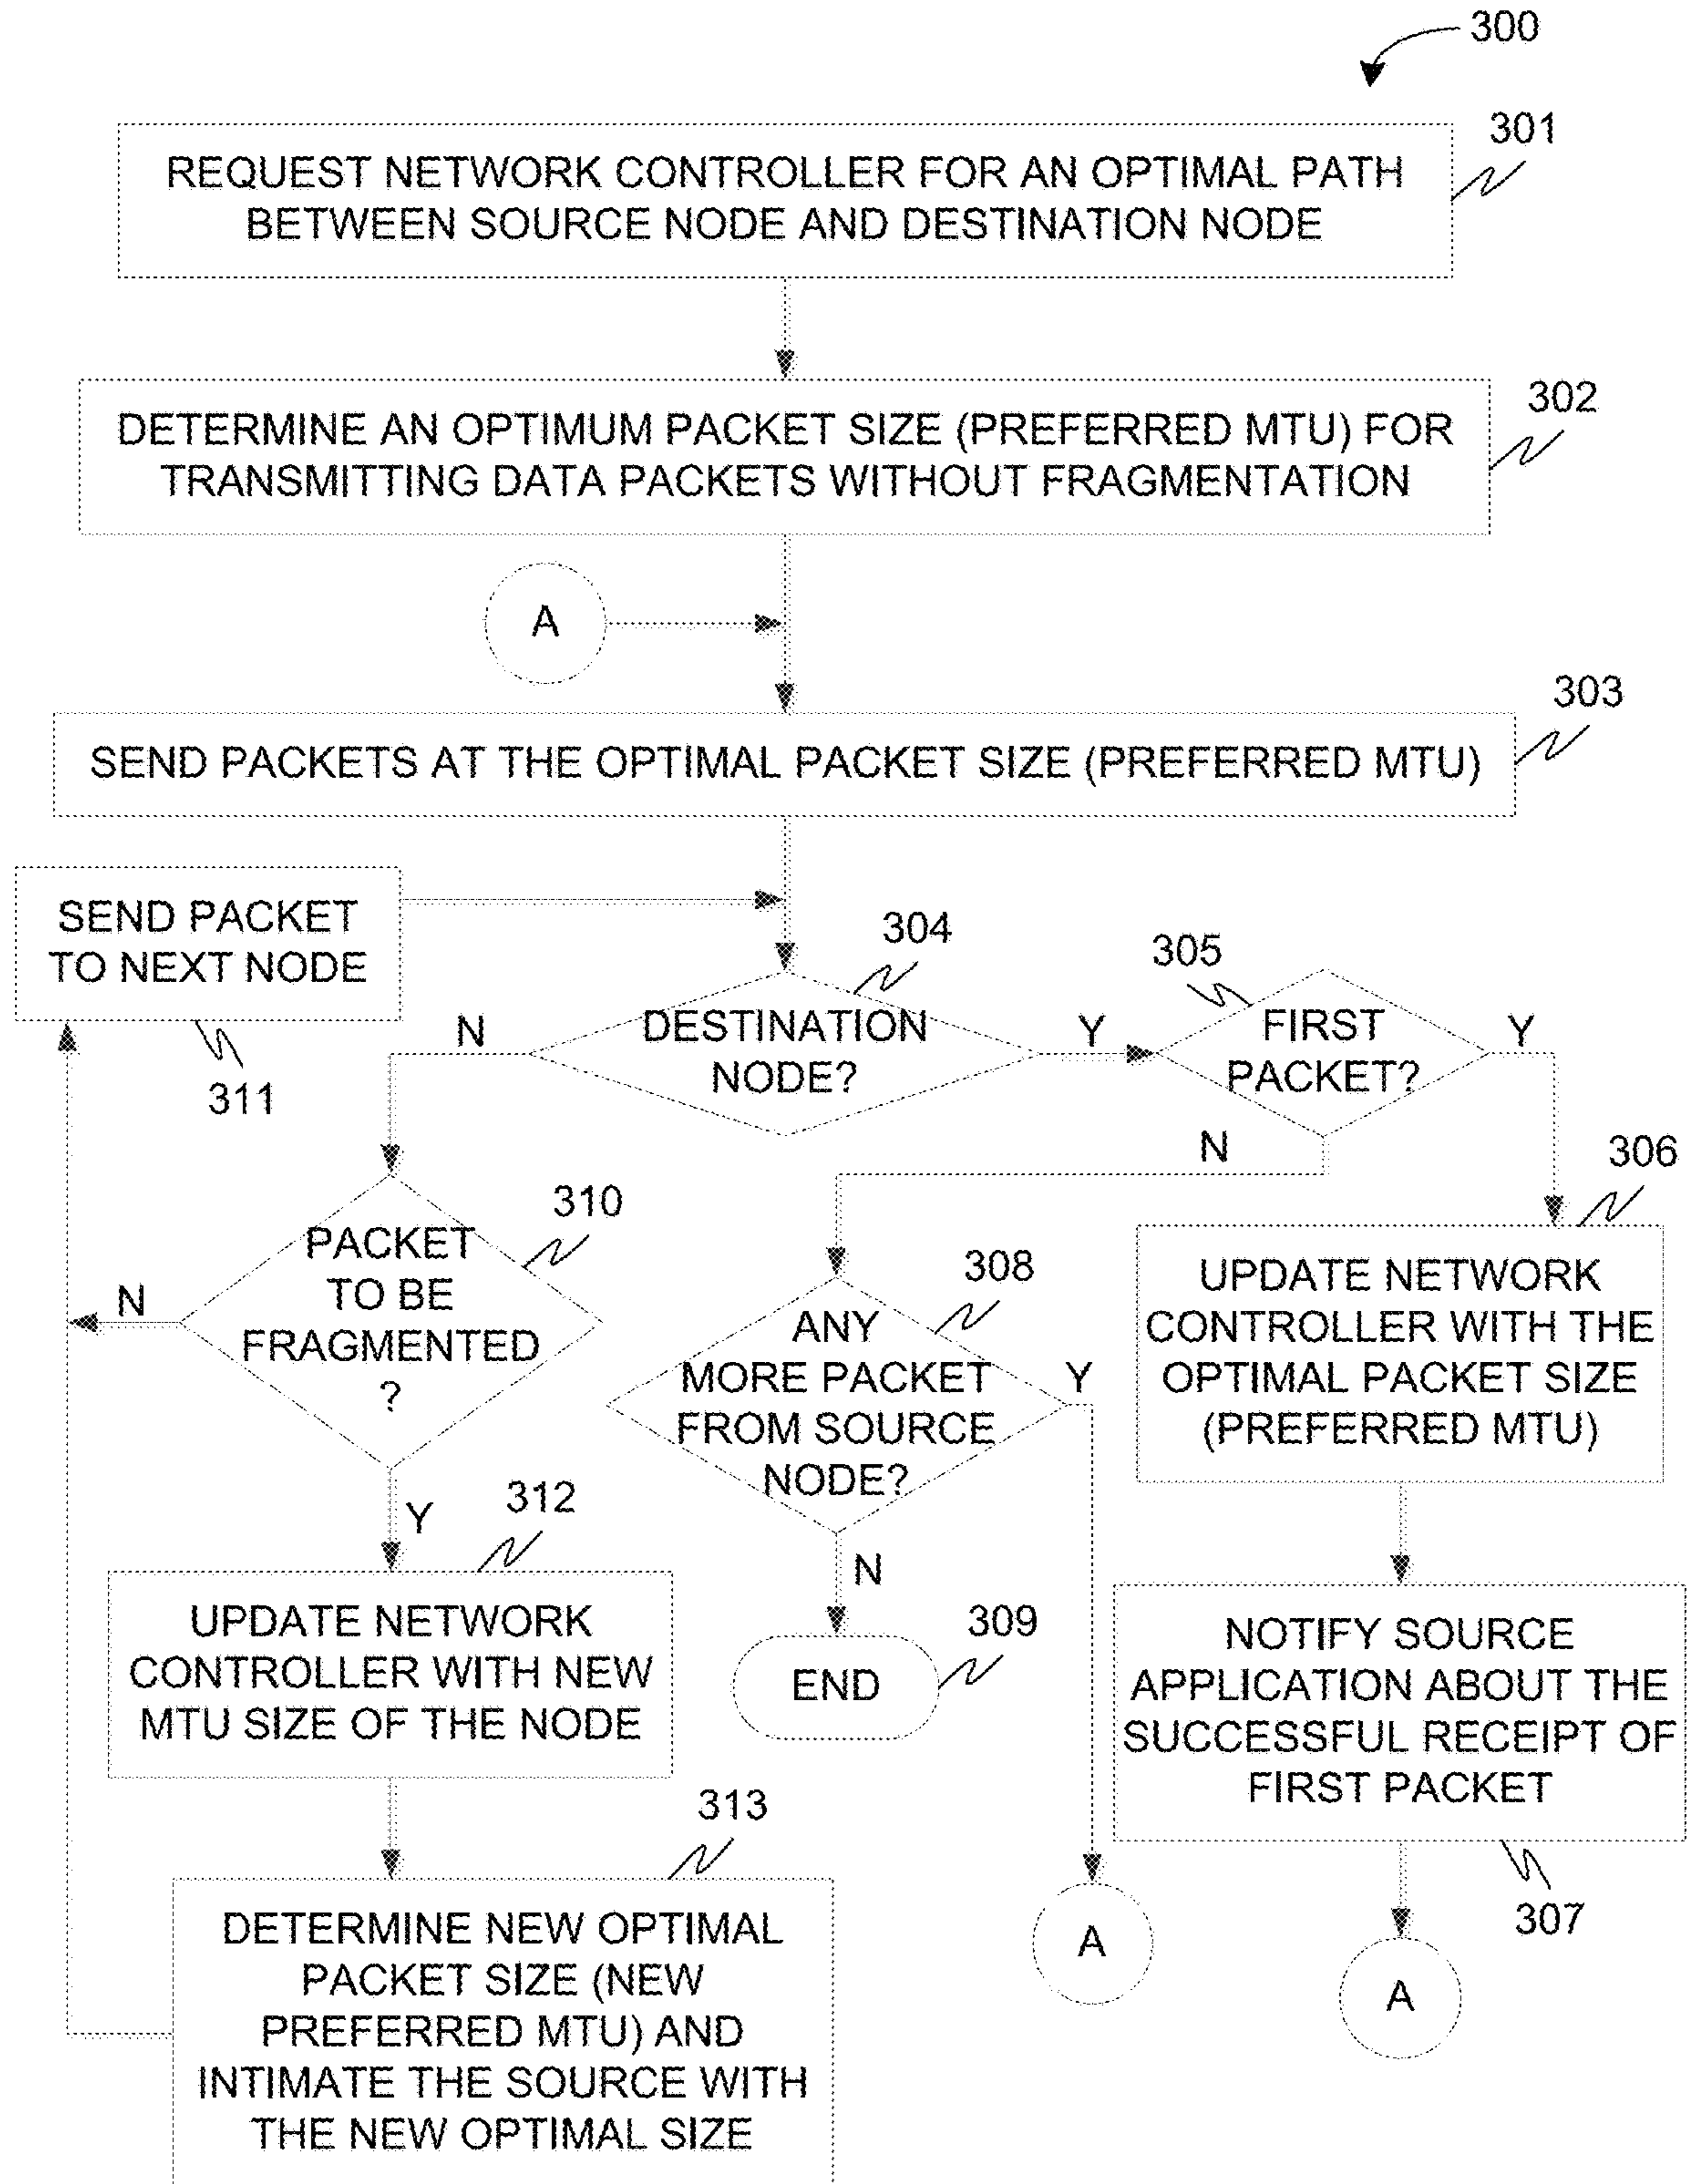 300
301
REQUEST NETWORK CONTROLLER FOR AN OPTIMAL PATH
BETWEEN SOURCE NODE AND DESTINATION NODE
302
DETERMINE AN OPTIMUM PACKET SIZE (PREFERRED MTU) FOR
TRANSMITTING DATA PACKETS WITHOUT FRAGMENTATION
A
303
SEND PACKETS AT THE OPTIMAL PACKET SIZE (PREFERRED MTU)
SEND PACKET
TO NEXT NODE
311
304
DESTINATION
NODE?
N
Y
305
FIRST
PACKET?
Y
N
306
UPDATE NETWORK
CONTROLLER WITH THE
OPTIMAL PACKET SIZE
(PREFERRED MTU)
310
PACKET
TO BE
FRAGMENTED
?
N
Y
308
ANY
MORE PACKET
FROM SOURCE
NODE?
Y
N
309
END
312
UPDATE NETWORK
CONTROLLER WITH NEW
MTU SIZE OF THE NODE
NOTIFY SOURCE
APPLICATION ABOUT THE
SUCCESSFUL RECEIPT OF
FIRST PACKET
307
313
DETERMINE NEW OPTIMAL
PACKET SIZE (NEW
PREFERRED MTU) AND
INTIMATE THE SOURCE WITH
THE NEW OPTIMAL SIZE
A
A